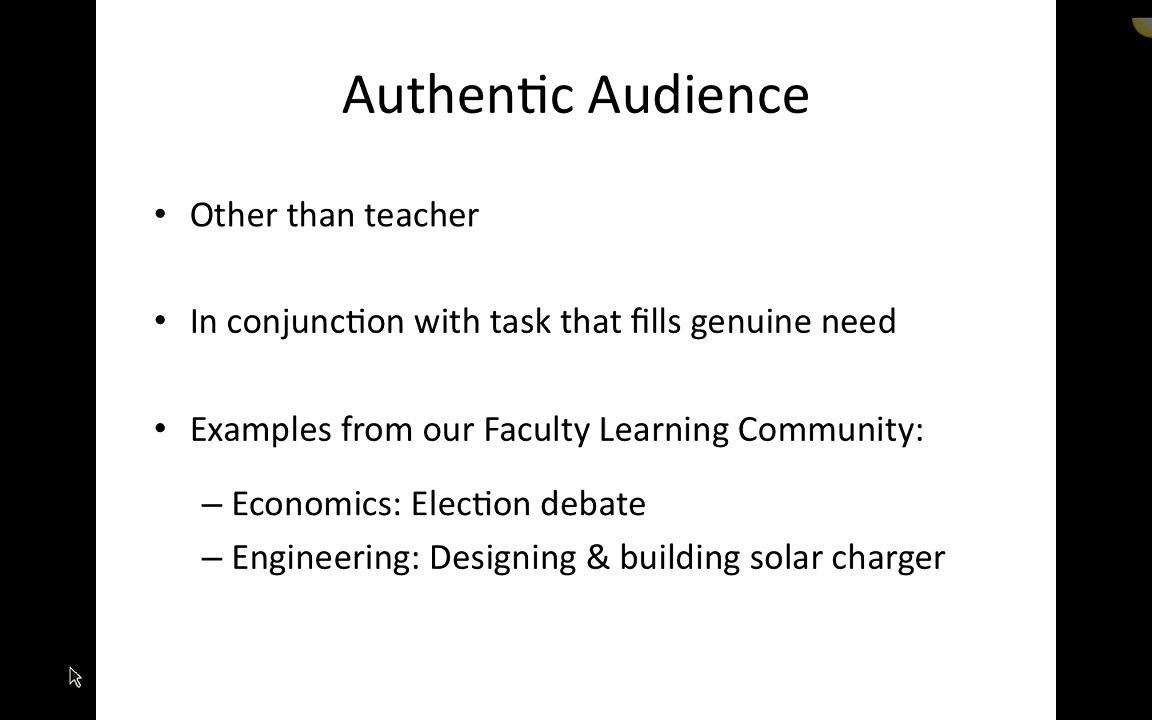 Authentic Audience
• Other than teacher
• In conjunction with task that fills genuine need
• Examples from our Faculty Learning Community:
– Economics: Election debate
– Engineering: Designing & building solar charger